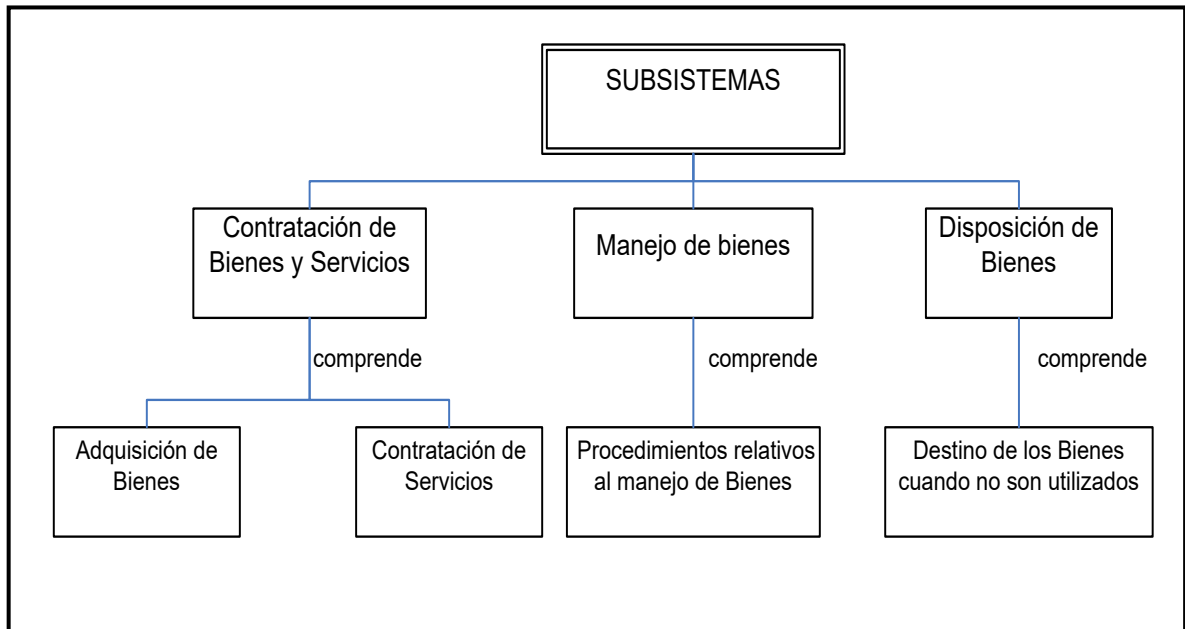 SUBSISTEMAS
Contratación de
Bienes y Servicios
Manejo de bienes
Disposición de
Bienes
comprende
comprende
comprende
Adquisición de
Bienes
Contratación de
Servicios
Procedimientos relativos
al manejo de Bienes
Destino de los Bienes
cuando no son utilizados